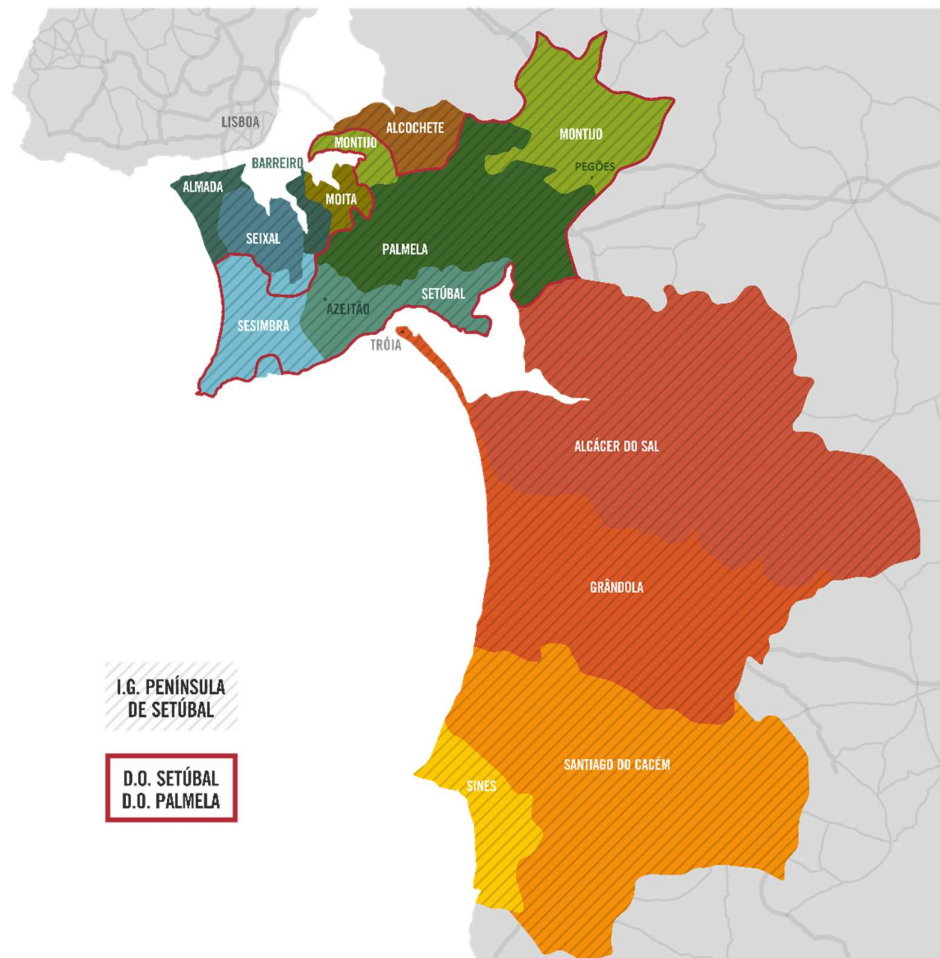 LISBOA
ALCOCHETE
MONTIJO
MONTIJO
BARREIRO
PEGÕES
ALMADA
MOITA
SEIXAL
PALMELA
SETÚBAL
AZEITÃO
SESIMBRA
TRÓIA
ALCÁCER DO SAL
GRÂNDOLA
I.G. PENÍNSULA
DE SETÚBAL
D.O. SETÚBAL
D.O. PALMELA
SANTIAGO DO CACÉM
SINES